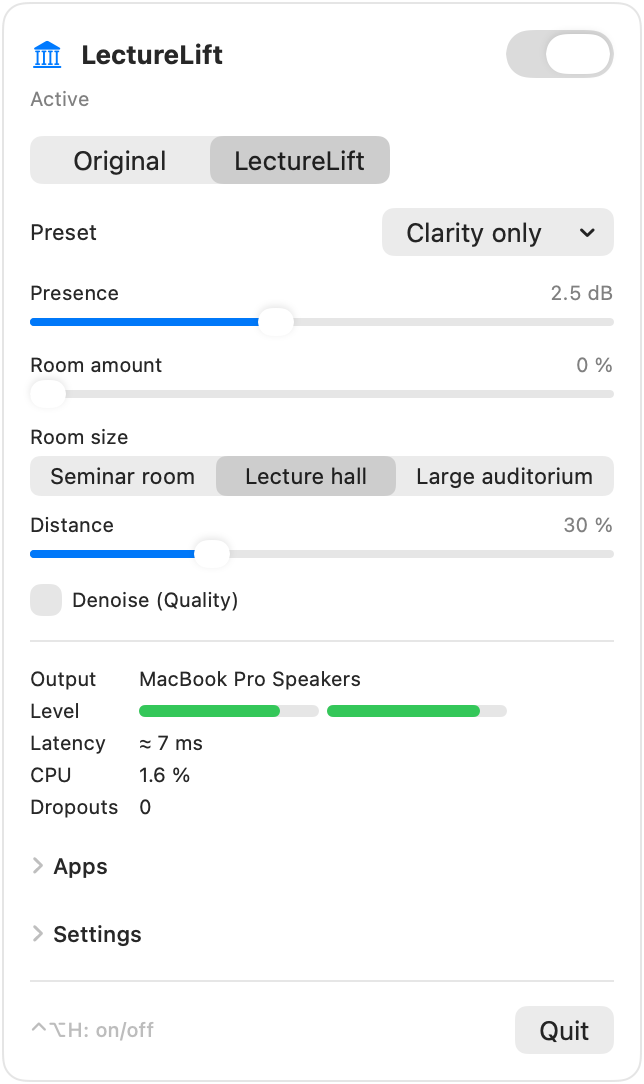 LectureLift
Active
Original LectureLift
Preset Clarity only
Presence 2.5 dB
Room amount 0 %
Room size
Seminar room Lecture hall Large auditorium
Distance 30 %
Denoise (Quality)
Output MacBook Pro Speakers
Level
Latency ≈ 7 ms
CPU 1.6 %
Dropouts 0
Apps
Settings
^⌥H: on/off Quit